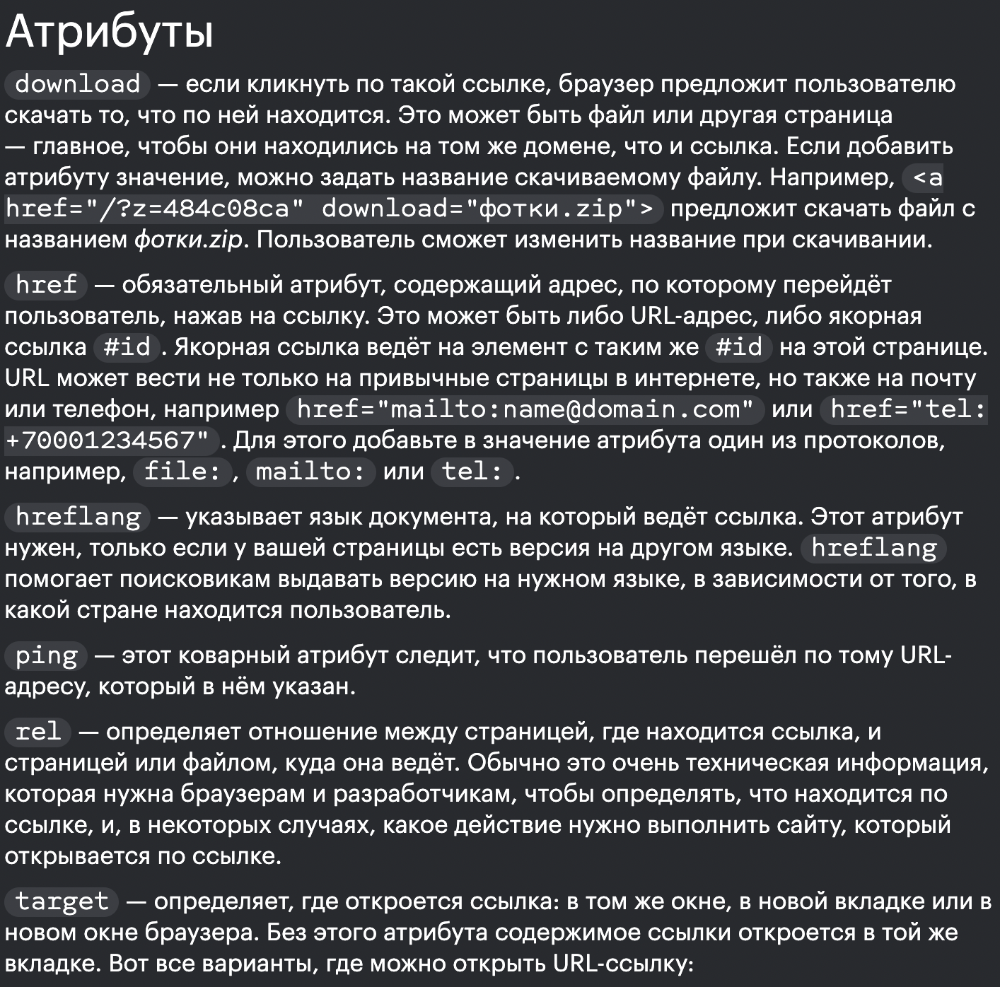 Атрибуты
download — если кликнуть по такой ссылке, браузер предложит пользователю
скачать то, что по ней находится. Это может быть файл или другая страница
— главное, чтобы они находились на том же домене, что и ссылка. Если добавить
атрибуту значение, можно задать название скачиваемому файлу. Например, <a
href="/?z=484c08ca" download="фотки.zip"> предложит скачать файл с
названием фотки.zip. Пользователь сможет изменить название при скачивании.
href — обязательный атрибут, содержащий адрес, по которому перейдёт
пользователь, нажав на ссылку. Это может быть либо URL-адрес, либо якорная
ссылка #id. Якорная ссылка ведёт на элемент с таким же #id на этой странице.
URL может вести не только на привычные страницы в интернете, но также на почту
или телефон, например href="mailto:name@domain.com" или href="tel:
+70001234567". Для этого добавьте в значение атрибута один из протоколов,
например, file:, mailto: или tel:.
hreflang — указывает язык документа, на который ведёт ссылка. Этот атрибут
нужен, только если у вашей страницы есть версия на другом языке. hreflang
помогает поисковикам выдавать версию на нужном языке, в зависимости от того, в
какой стране находится пользователь.
ping — этот коварный атрибут следит, что пользователь перешёл по тому URL-
адресу, который в нём указан.
rel — определяет отношение между страницей, где находится ссылка, и
страницей или файлом, куда она ведёт. Обычно это очень техническая информация,
которая нужна браузерам и разработчикам, чтобы определять, что находится по
ссылке, и, в некоторых случаях, какое действие нужно выполнить сайту, который
открывается по ссылке.
target — определяет, где откроется ссылка: в том же окне, в новой вкладке или в
новом окне браузера. Без этого атрибута содержимое ссылки откроется в той же
вкладке. Вот все варианты, где можно открыть URL-ссылку: